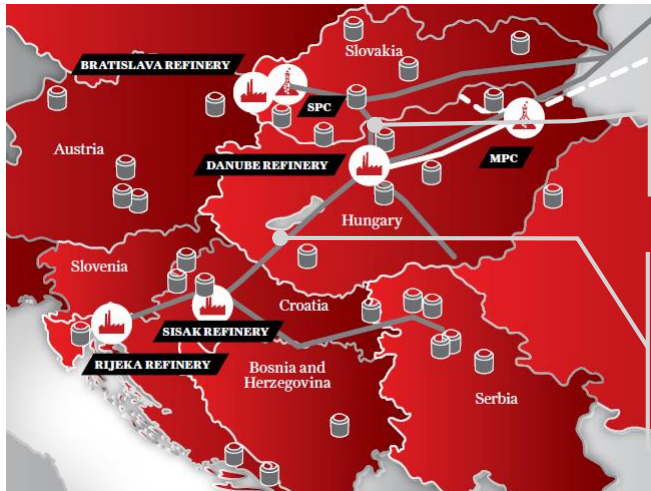 Slovakia
BRATISLAVA REFINERY
SPC
Austria
DANUBE REFINERY
MPC
Hungary
Slovenia
Croatia
SISAK REFINERY
RIJEKA REFINERY
Bosnia and
Herzegovina
Serbia